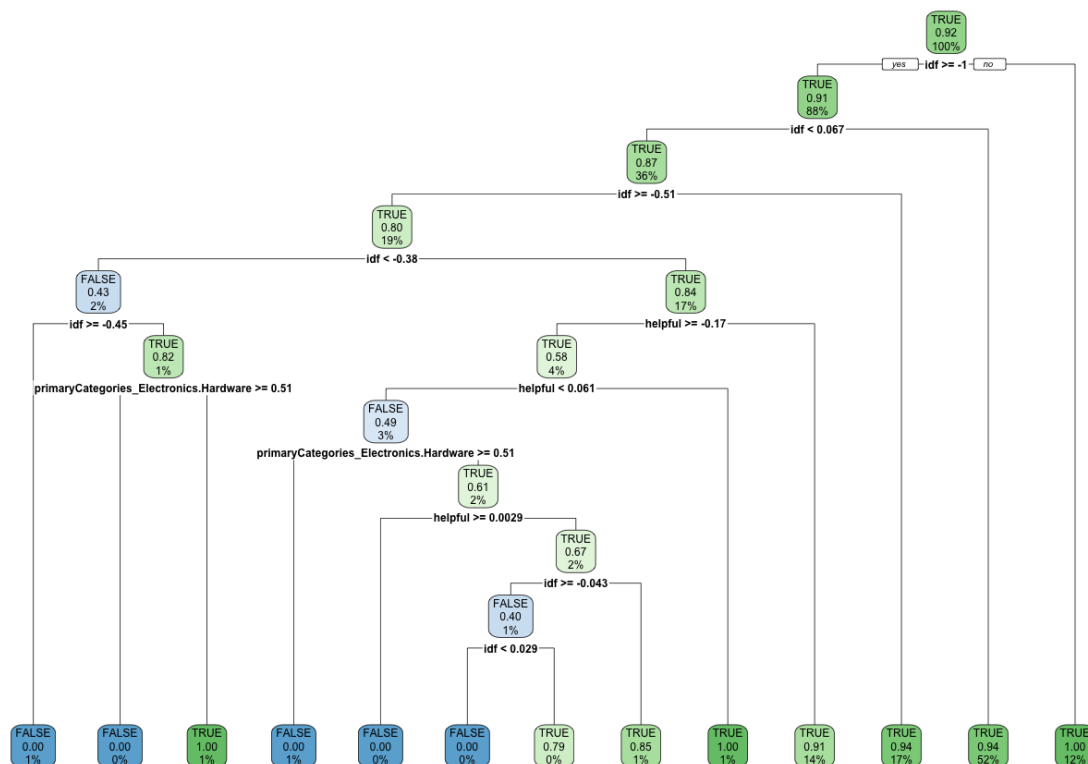 TRUE
0.92
100%
yes
idf >= -1
no
TRUE
0.91
88%
idf < 0.067
TRUE
0.87
36%
idf >= -0.51
TRUE
0.80
19%
idf < -0.38
FALSE
0.43
2%
TRUE
0.84
17%
idf >= -0.45
helpful >= -0.17
TRUE
0.82
1%
TRUE
0.58
4%
primaryCategories_Electronics.Hardware >= 0.51
helpful < 0.061
FALSE
0.49
3%
primaryCategories_Electronics.Hardware >= 0.51
TRUE
0.61
2%
helpful >= 0.0029
TRUE
0.67
2%
idf >= -0.043
FALSE
0.40
1%
idf < 0.029
FALSE
0.00
1%
FALSE
0.00
0%
TRUE
1.00
1%
FALSE
0.00
1%
FALSE
0.00
0%
FALSE
0.00
0%
TRUE
0.79
0%
TRUE
0.85
1%
TRUE
1.00
1%
TRUE
0.91
14%
TRUE
0.94
17%
TRUE
0.94
52%
TRUE
1.00
12%